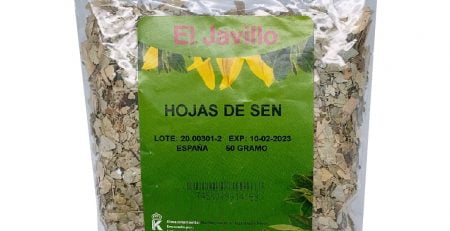 El Javillo
HOJAS DE SEN
LOTE: 20.00301-2 EXP: 10-02-2023
ESPAÑA 50 GRAMO